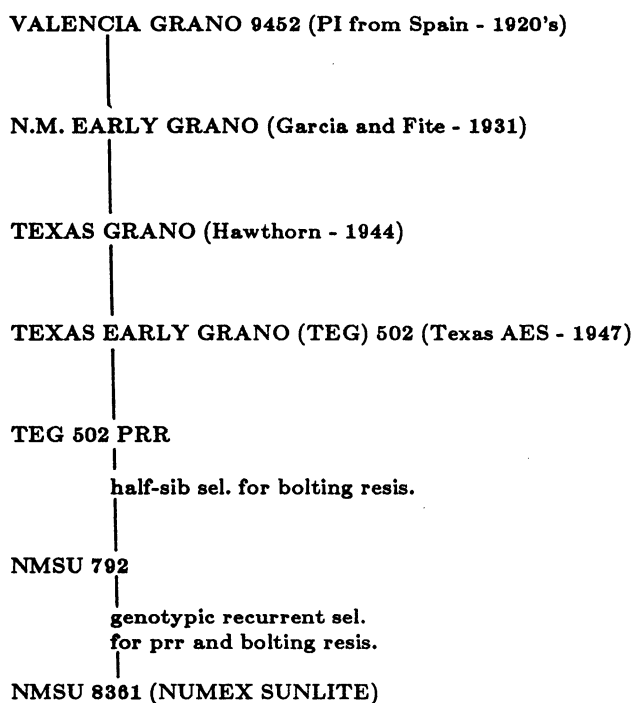 VALENCIA GRANO 9452 (PI from Spain - 1920's)
N.M. EARLY GRANO (Garcia and Fite - 1931)
TEXAS GRANO (Hawthorn - 1944)
TEXAS EARLY GRANO (TEG) 502 (Texas AES - 1947)
TEG 502 PRR
half-sib sel. for bolting resis.
NMSU 792
genotypic recurrent sel.
for prr and bolting resis.
NMSU 8361 (NUMEX SUNLITE)